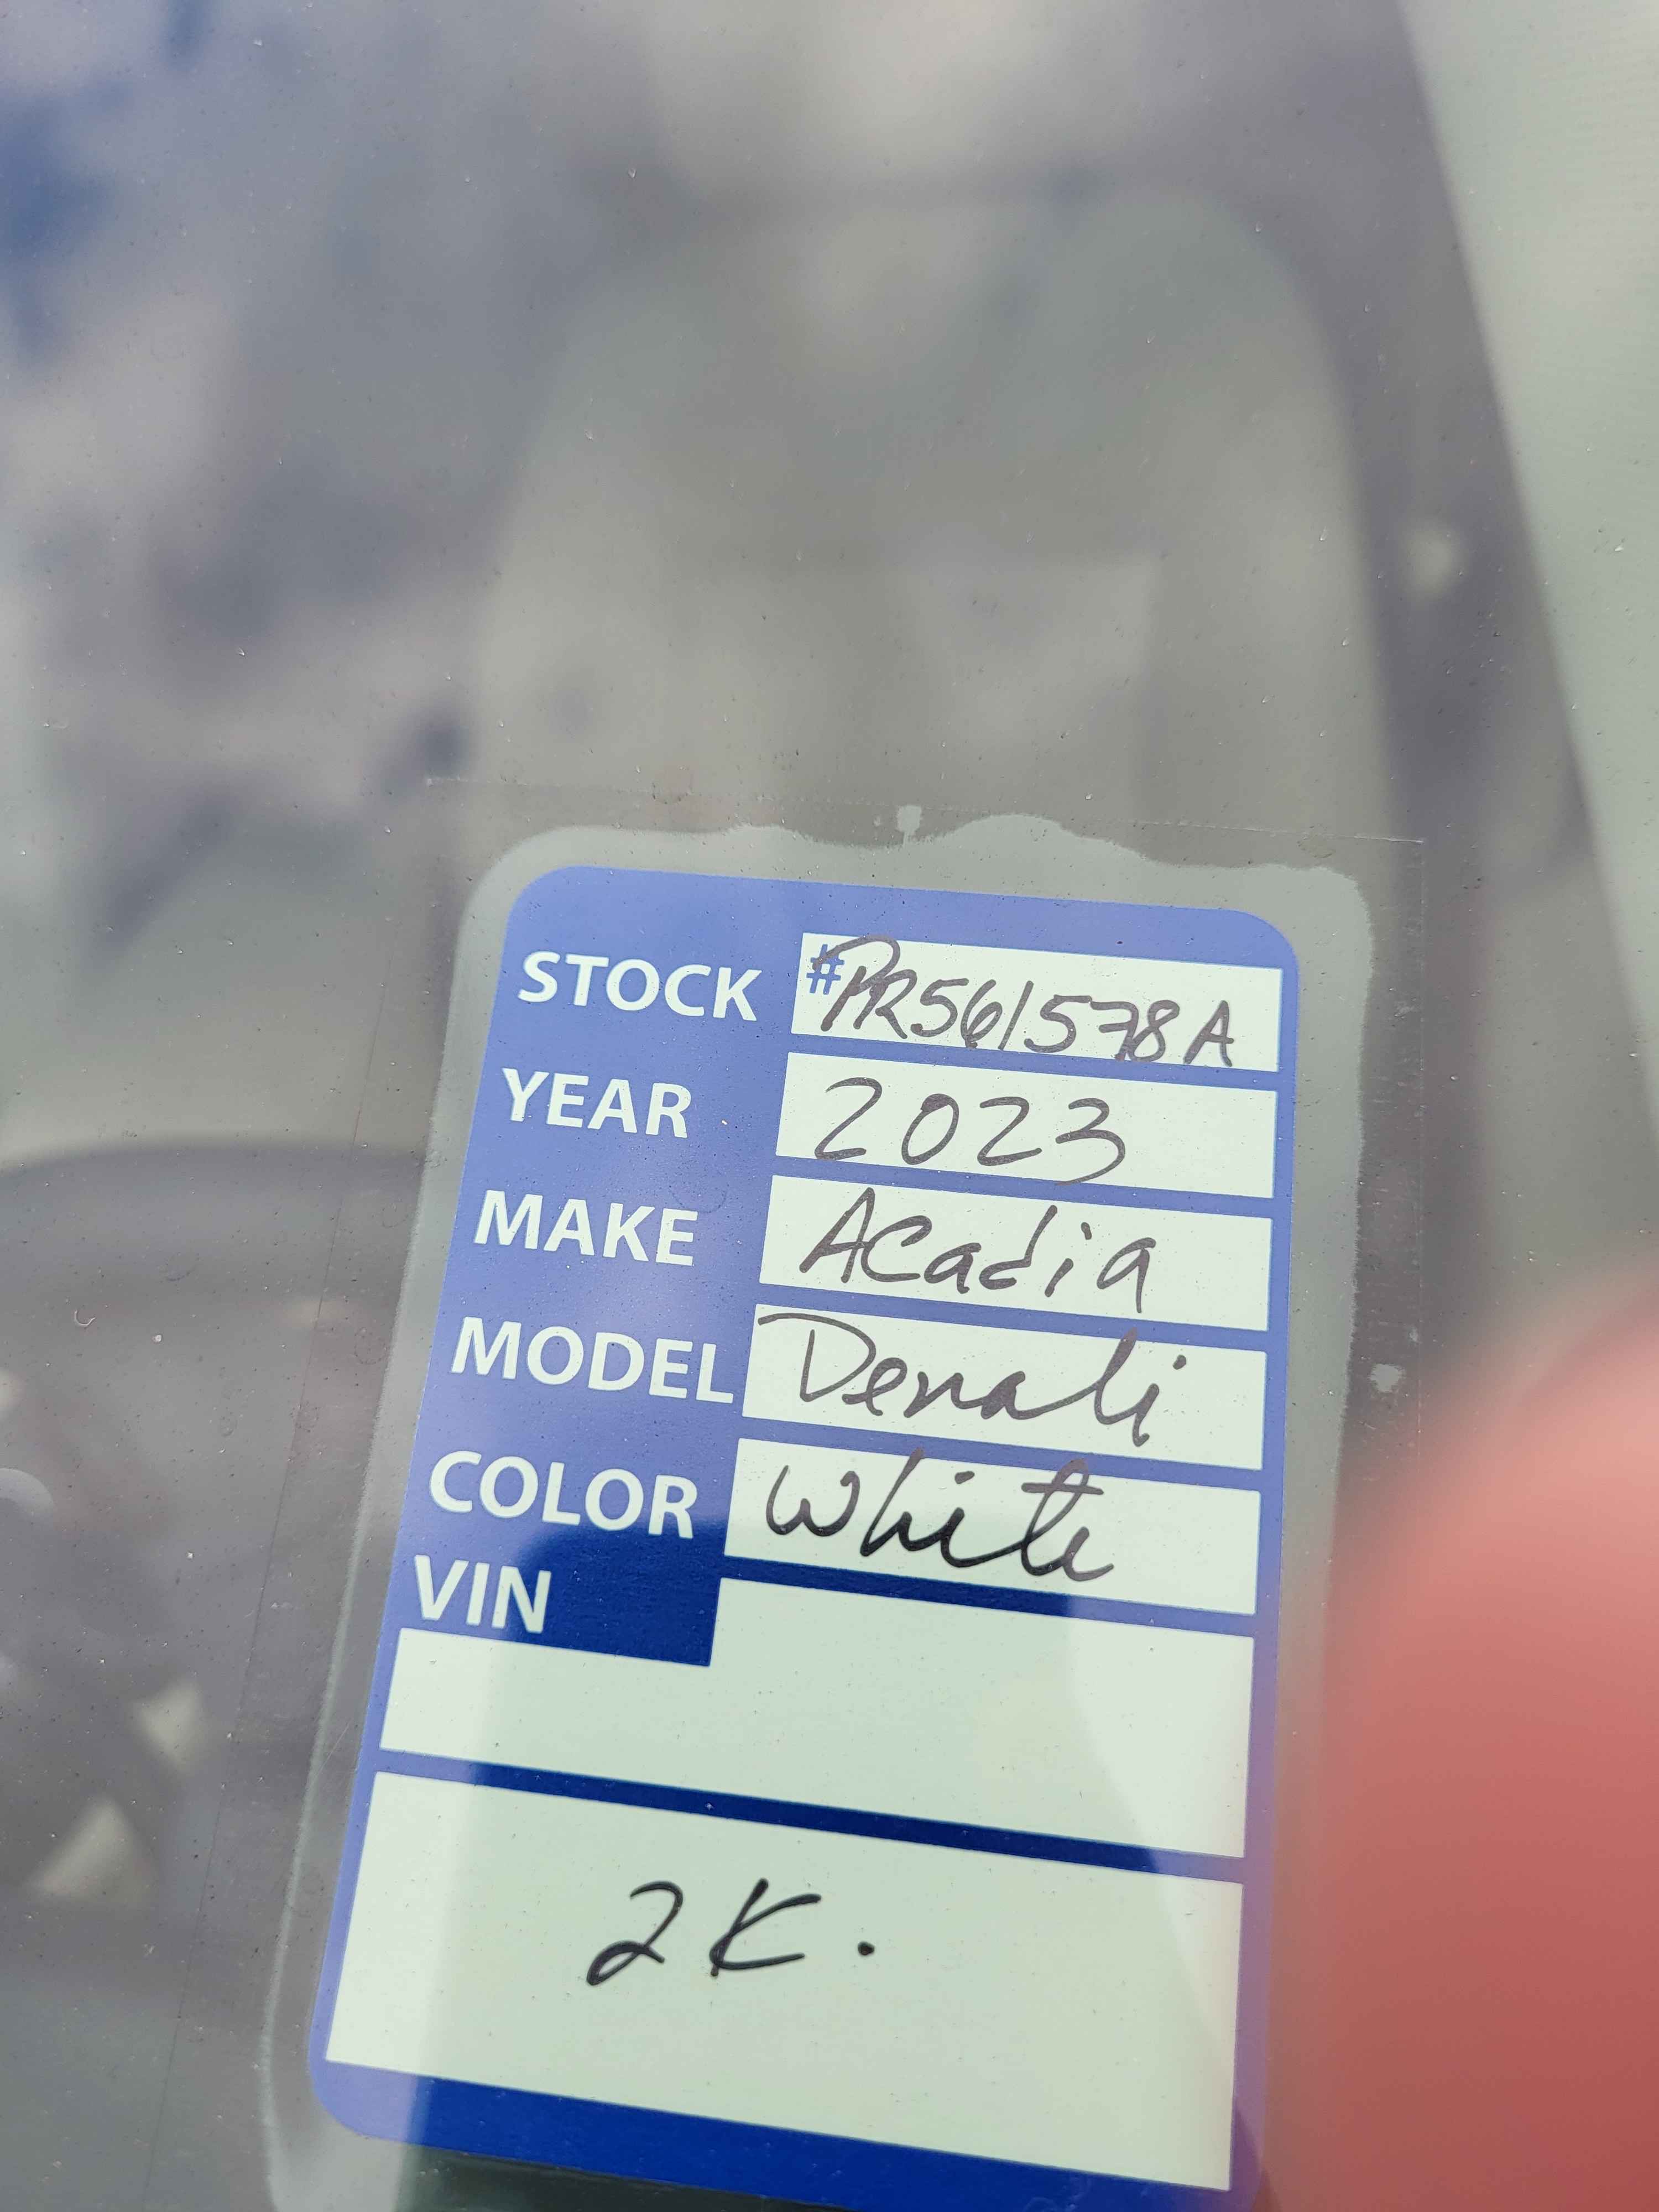 STOCK #PR561578A
YEAR 2023
MAKE Acadia
MODEL Denali
COLOR White
VIN
2K.